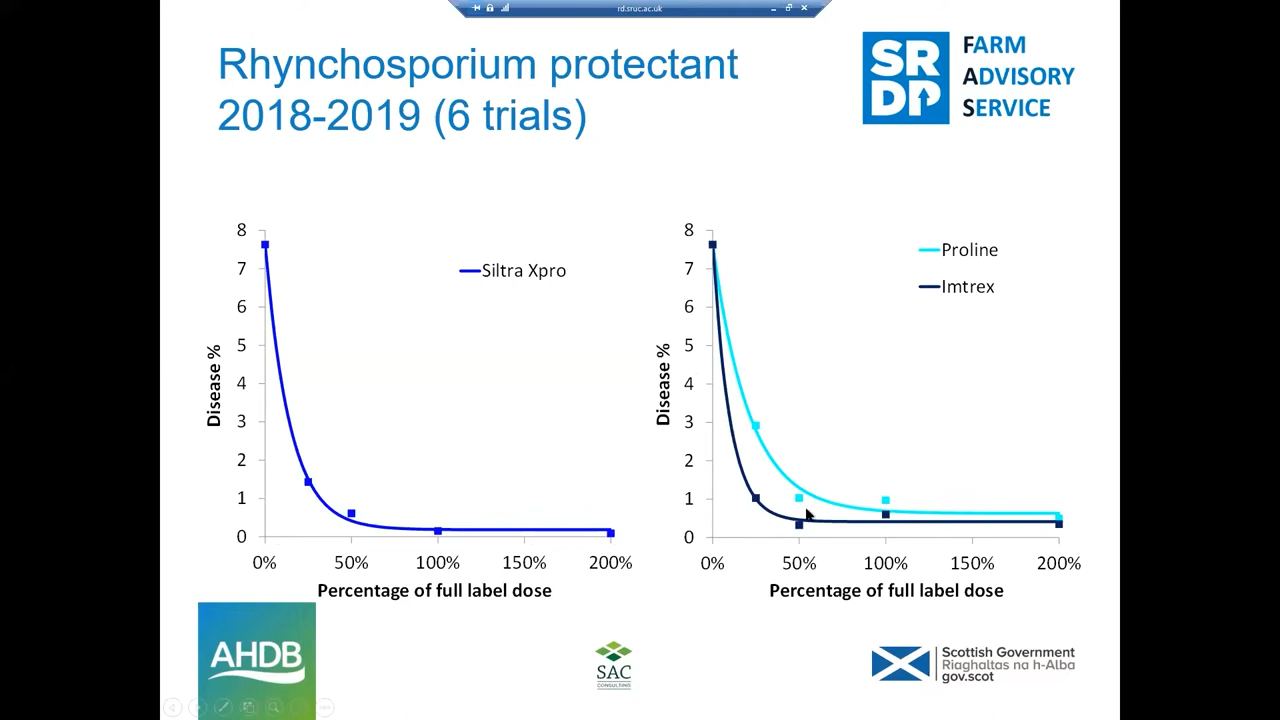 rd.sruc.ac.uk
Rhynchosporium protectant
2018-2019 (6 trials)
SR
DP
FARM
ADVISORY
SERVICE
8
7
6
5
4
3
2
1
0
Disease %
Siltra Xpro
0% 50% 100% 150% 200%
Percentage of full label dose
8
7
6
5
4
3
2
1
0
Disease %
Proline
Imtrex
0% 50% 100% 150% 200%
Percentage of full label dose
AHDB
SAC
CONSULTING
Scottish Government
Riaghaltas na h-Alba
gov.scot